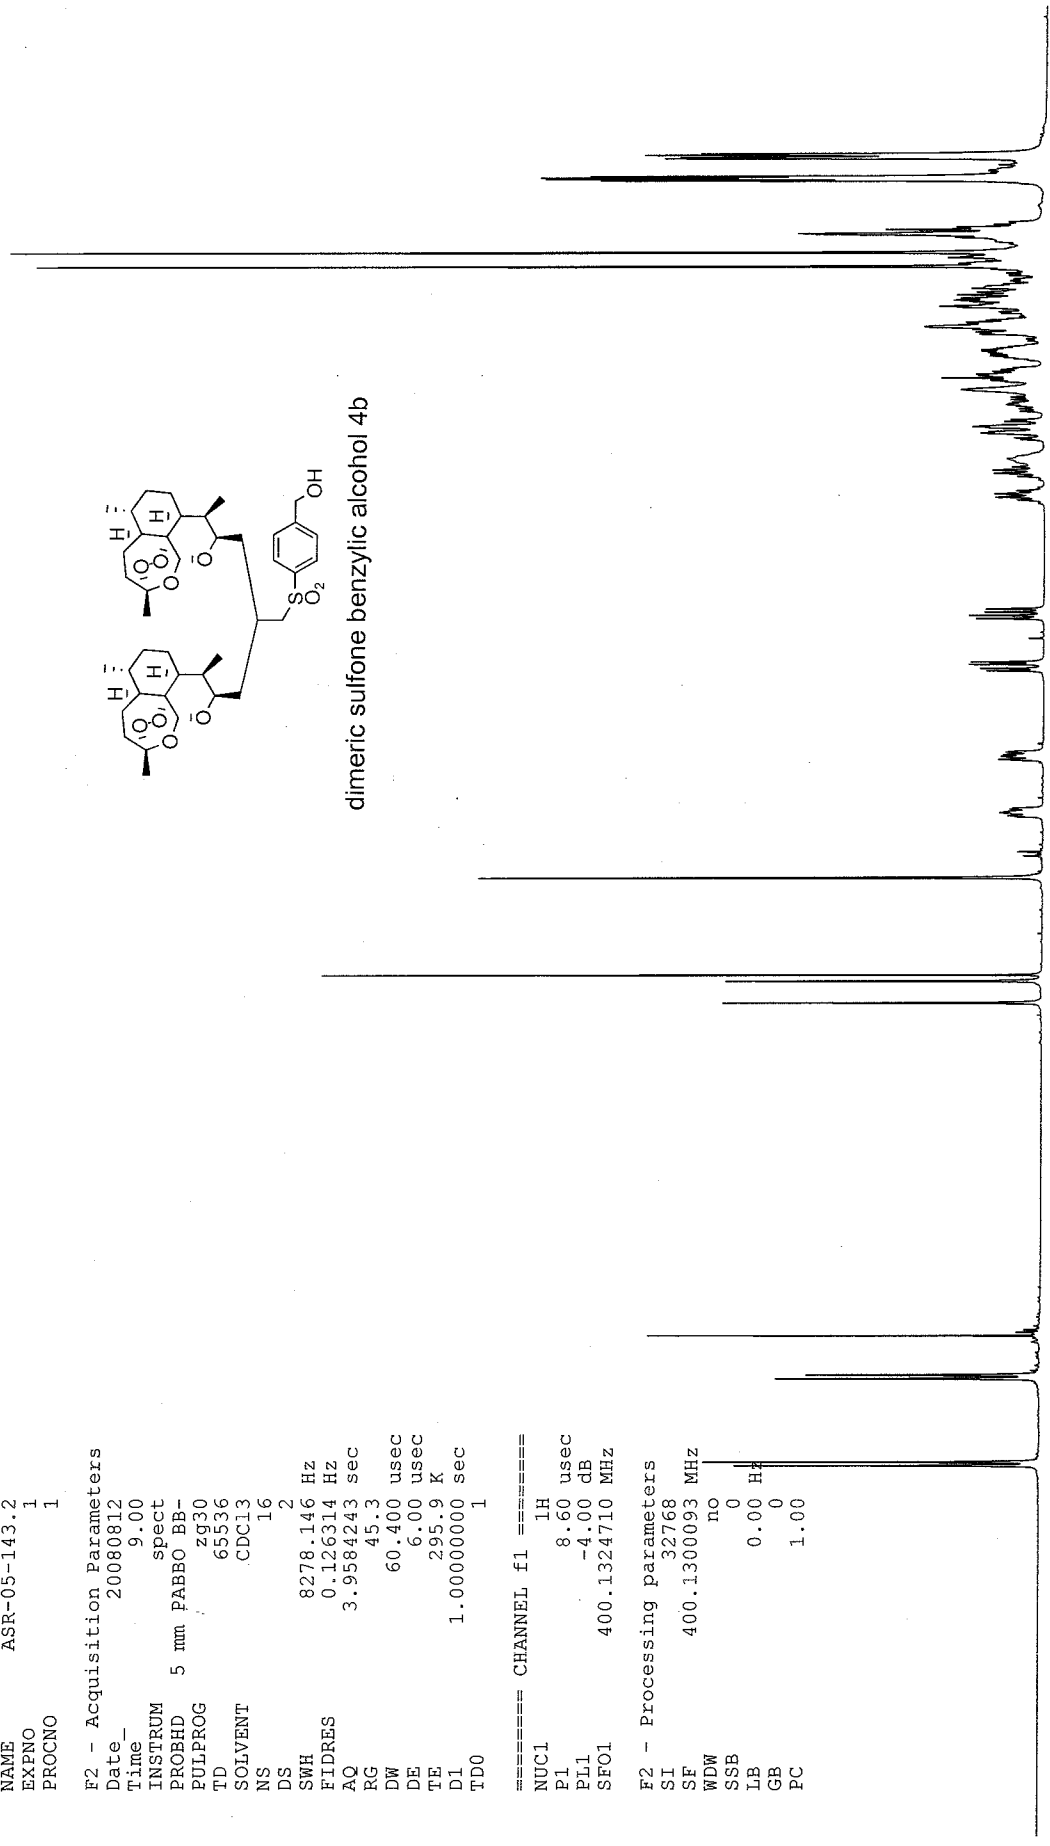 NAME ASR-05-143.2
EXPNO 1
PROCNO 1
F2 - Acquisition Parameters
Date_ 20080812
Time 9.00
INSTRUM spect
PROBHD 5 mm PABBO BB-
PULPROG zg30
TD 65536
SOLVENT CDCl3
NS 16
DS 2
SWH 8278.146 Hz
FIDRES 0.126314 Hz
AQ 3.9584243 sec
RG 45.3
DW 60.400 usec
DE 6.00 usec
TE 295.9 K
D1 1.00000000 sec
TD0 1
======== CHANNEL f1 ========
NUC1 1H
P1 8.60 usec
PL1 -4.00 dB
SFO1 400.1324710 MHz
F2 - Processing parameters
SI 32768
SF 400.1300093 MHz
WDW no
SSB 0
LB 0.00 Hz
GB 0
PC 1.00
H H O O O O H H O O O O
S O2 OH
dimeric sulfone benzylic alcohol 4b